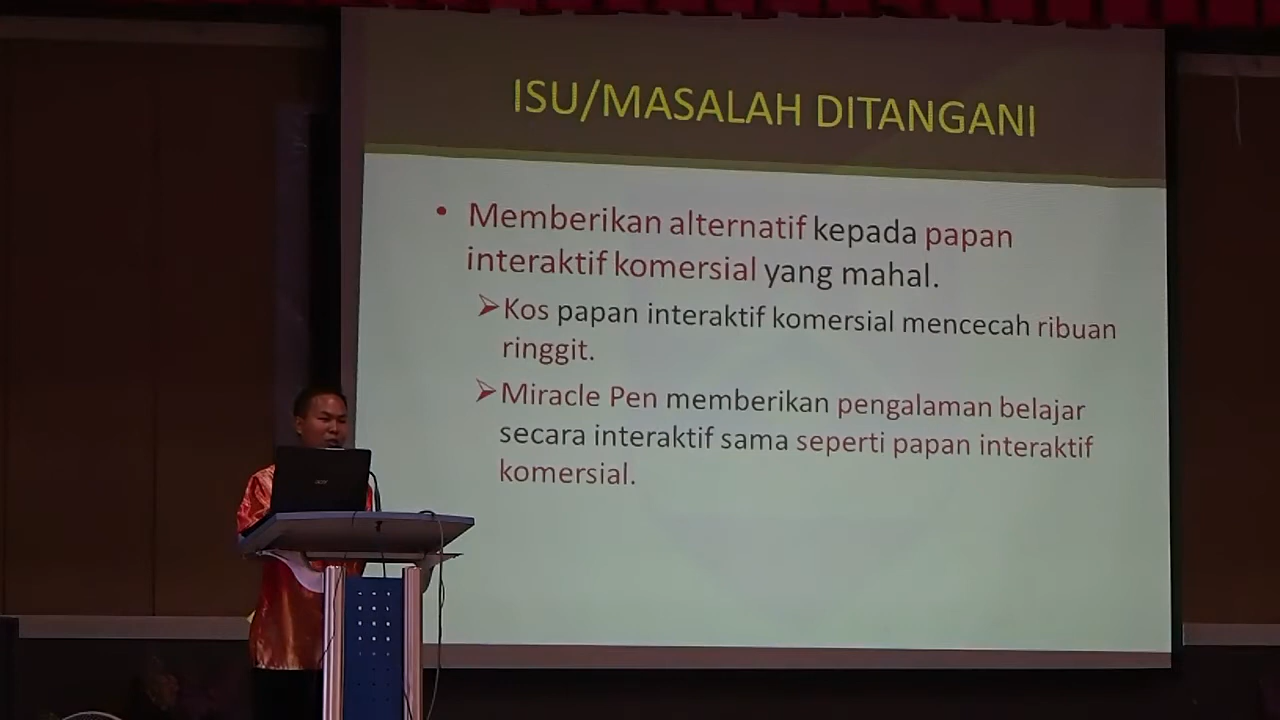 ISU/MASALAH DITANGANI
• Memberikan alternatif kepada papan
interaktif komersial yang mahal.
➢Kos papan interaktif komersial mencecah ribuan
ringgit.
➢Miracle Pen memberikan pengalaman belajar
secara interaktif sama seperti papan interaktif
komersial.
acer